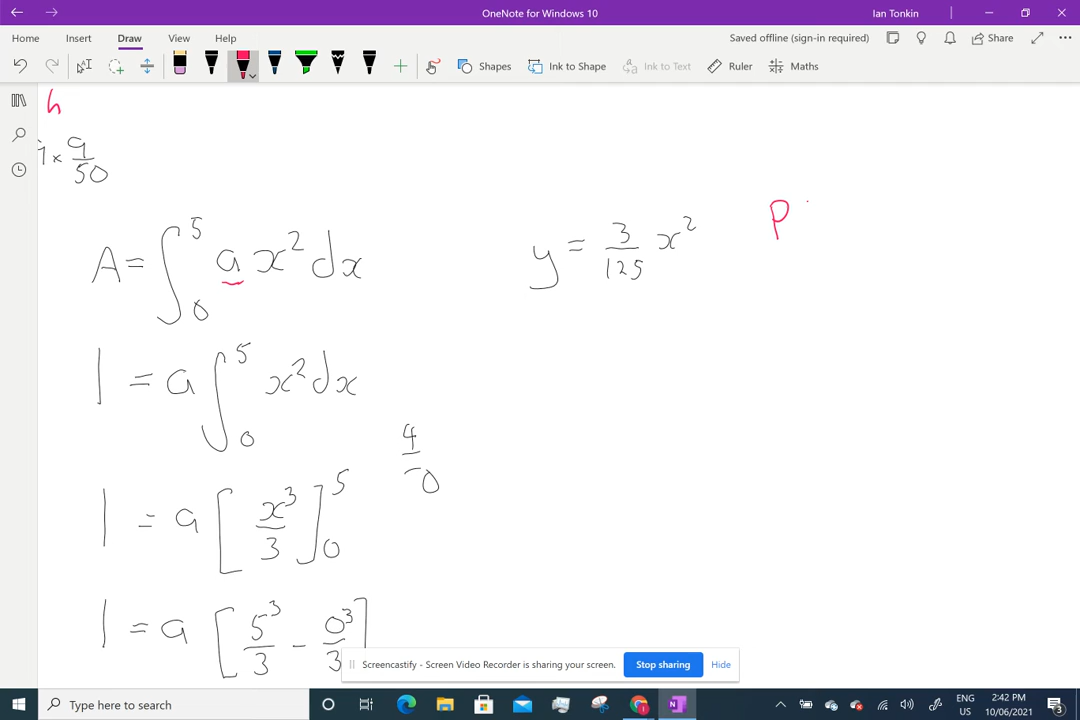 OneNote for Windows 10
Ian Tonkin
Home Insert Draw View Help
Saved offline (sign-in required)
Share
Shapes
Ink to Shape
Ink to Text
Ruler
Maths
h
× 9/50
A = ∫₀⁵ ax² dx
y = 3/125 x²
P
1 = a ∫₀⁵ x² dx
4
0
1 = a [x³/3]₀⁵
1 = a [5³/3 - 0³/3]
Screencastify - Screen Video Recorder is sharing your screen.
Stop sharing
Hide
Type here to search
ENG
US
2:42 PM
10/06/2021
3